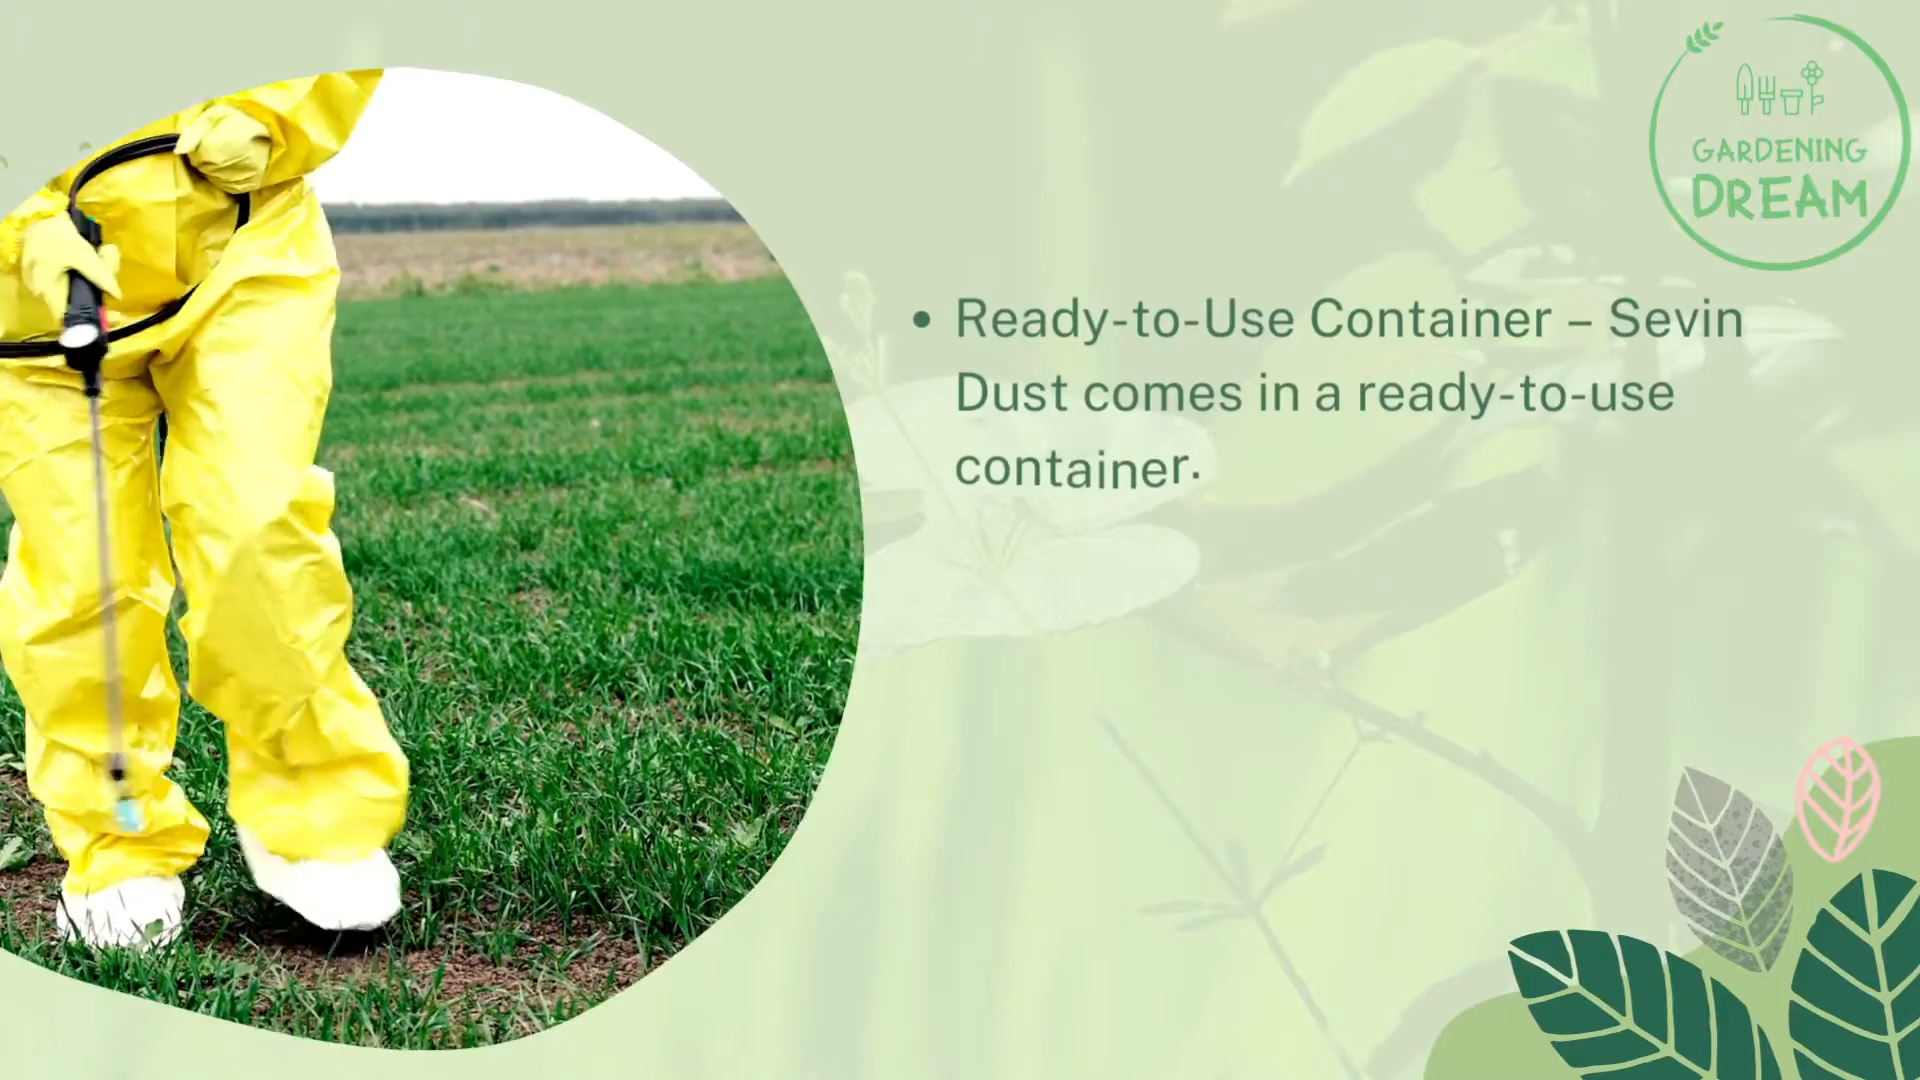 GARDENING
DREAM
• Ready-to-Use Container – Sevin
Dust comes in a ready-to-use
container.